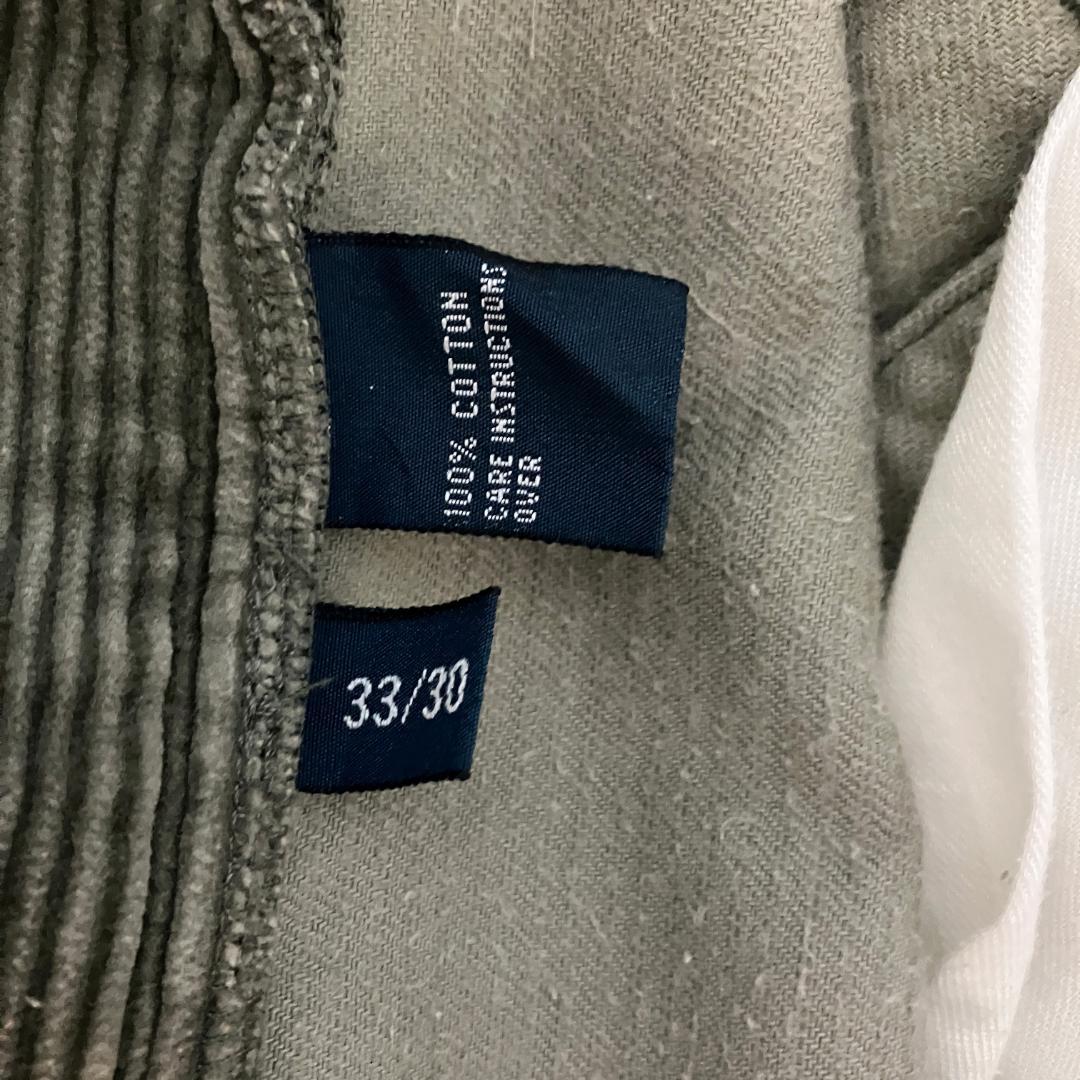 100% COTTON
CARE INSTRUCTIONS
OVER
33/30